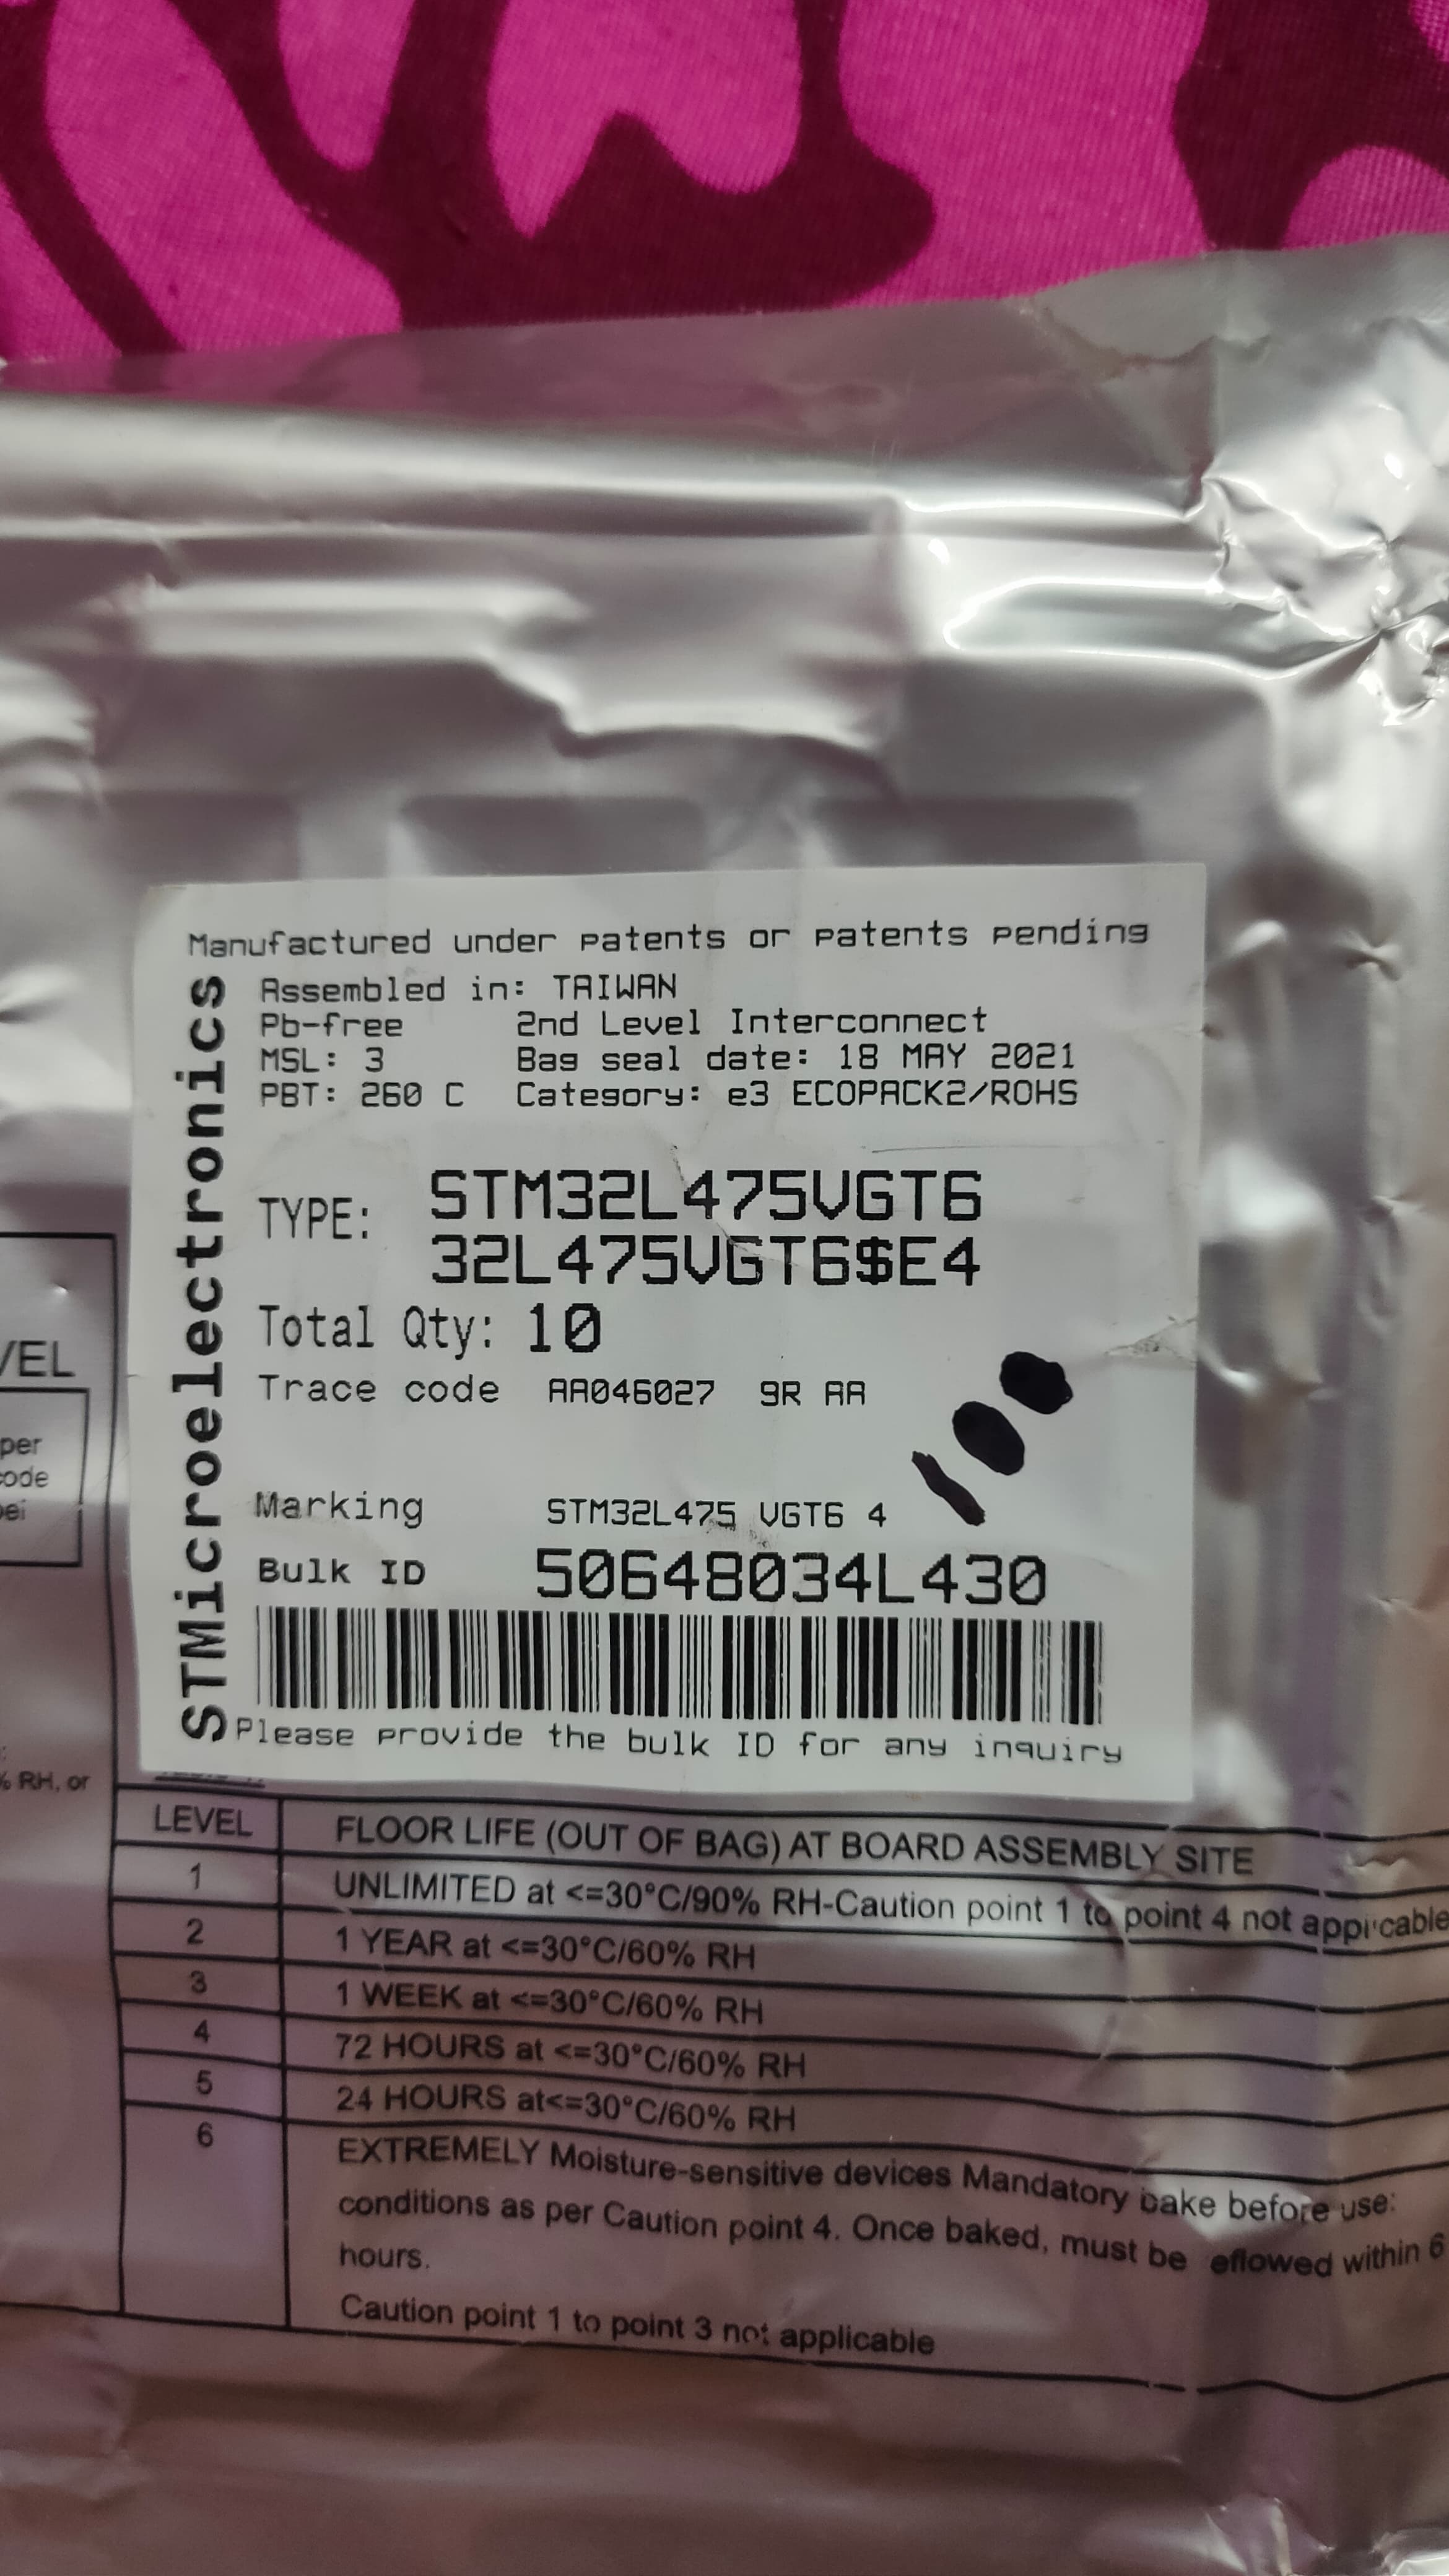 Manufactured under patents or patents pending
STMicroelectronics
Assembled in: TAIWAN
Pb-free 2nd Level Interconnect
MSL: 3 Bag seal date: 18 MAY 2021
PBT: 260 C Category: e3 ECOPACK2/ROHS
TYPE: STM32L475VGT6
32L475VGT6$E4
Total Qty: 10
Trace code AA046027 9R AA
Marking STM32L475 VGT6 4
Bulk ID 50648034L430
Please provide the bulk ID for any inquiry
VEL
per
ode
% RH, or
LEVEL FLOOR LIFE (OUT OF BAG) AT BOARD ASSEMBLY SITE
1 UNLIMITED at <=30°C/90% RH-Caution point 1 to point 4 not applicable
2 1 YEAR at <=30°C/60% RH
3 1 WEEK at <=30°C/60% RH
4 72 HOURS at <=30°C/60% RH
5 24 HOURS at<=30°C/60% RH
6 EXTREMELY Moisture-sensitive devices Mandatory bake before use:
conditions as per Caution point 4. Once baked, must be reflowed within 6
hours.
Caution point 1 to point 3 not applicable